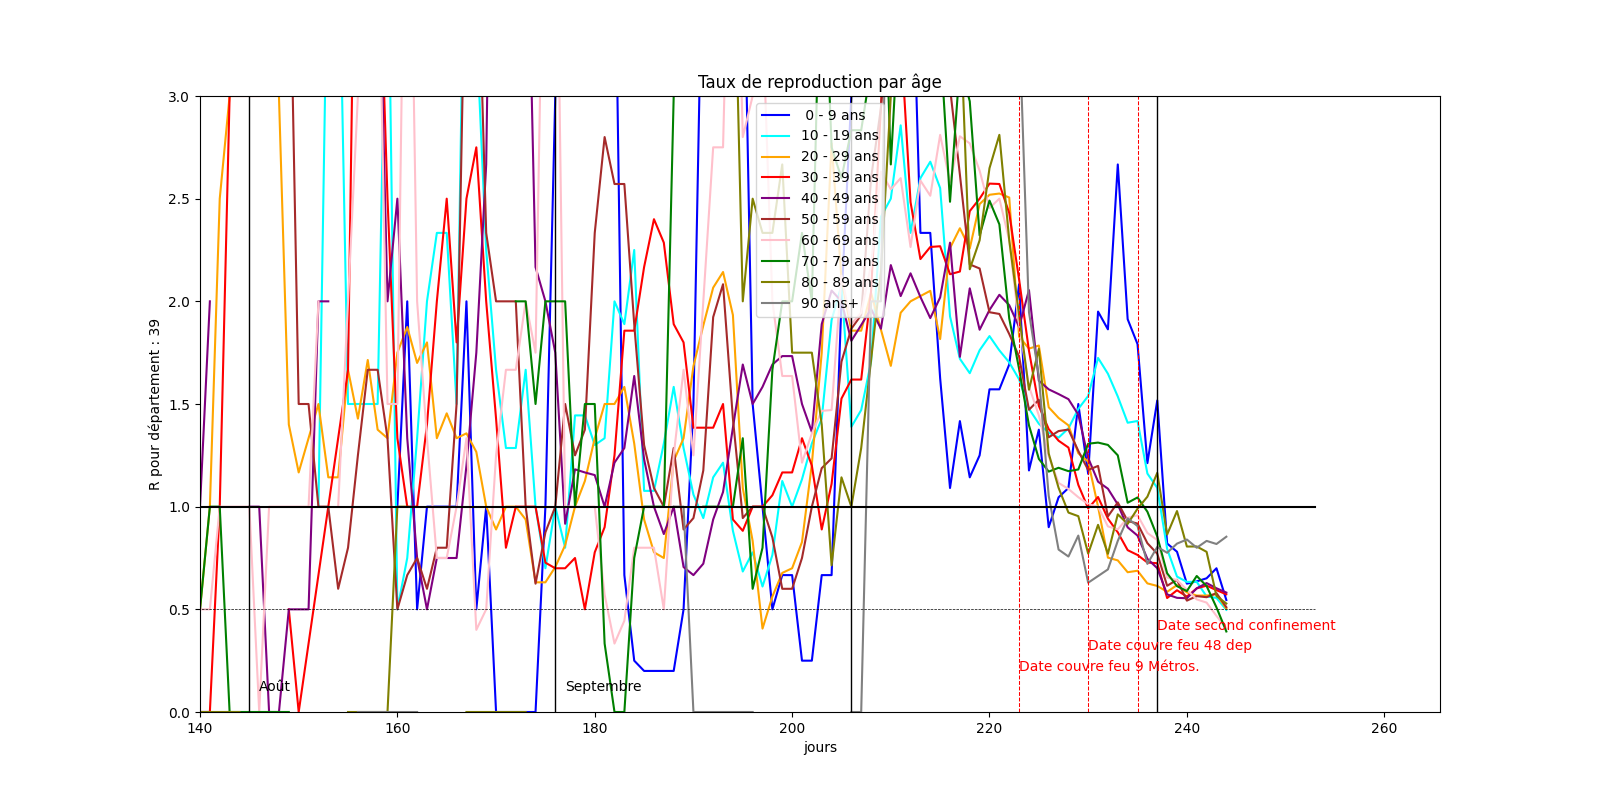 Taux de reproduction par âge
R pour département : 39
3.0
2.5
2.0
1.5
1.0
0.5
0.0
0 - 9 ans
10 - 19 ans
20 - 29 ans
30 - 39 ans
40 - 49 ans
50 - 59 ans
60 - 69 ans
70 - 79 ans
80 - 89 ans
90 ans+
Date second confinement
Date couvre feu 48 dep
Date couvre feu 9 Métros.
Août
Septembre
140
160
180
200
220
240
260
jours